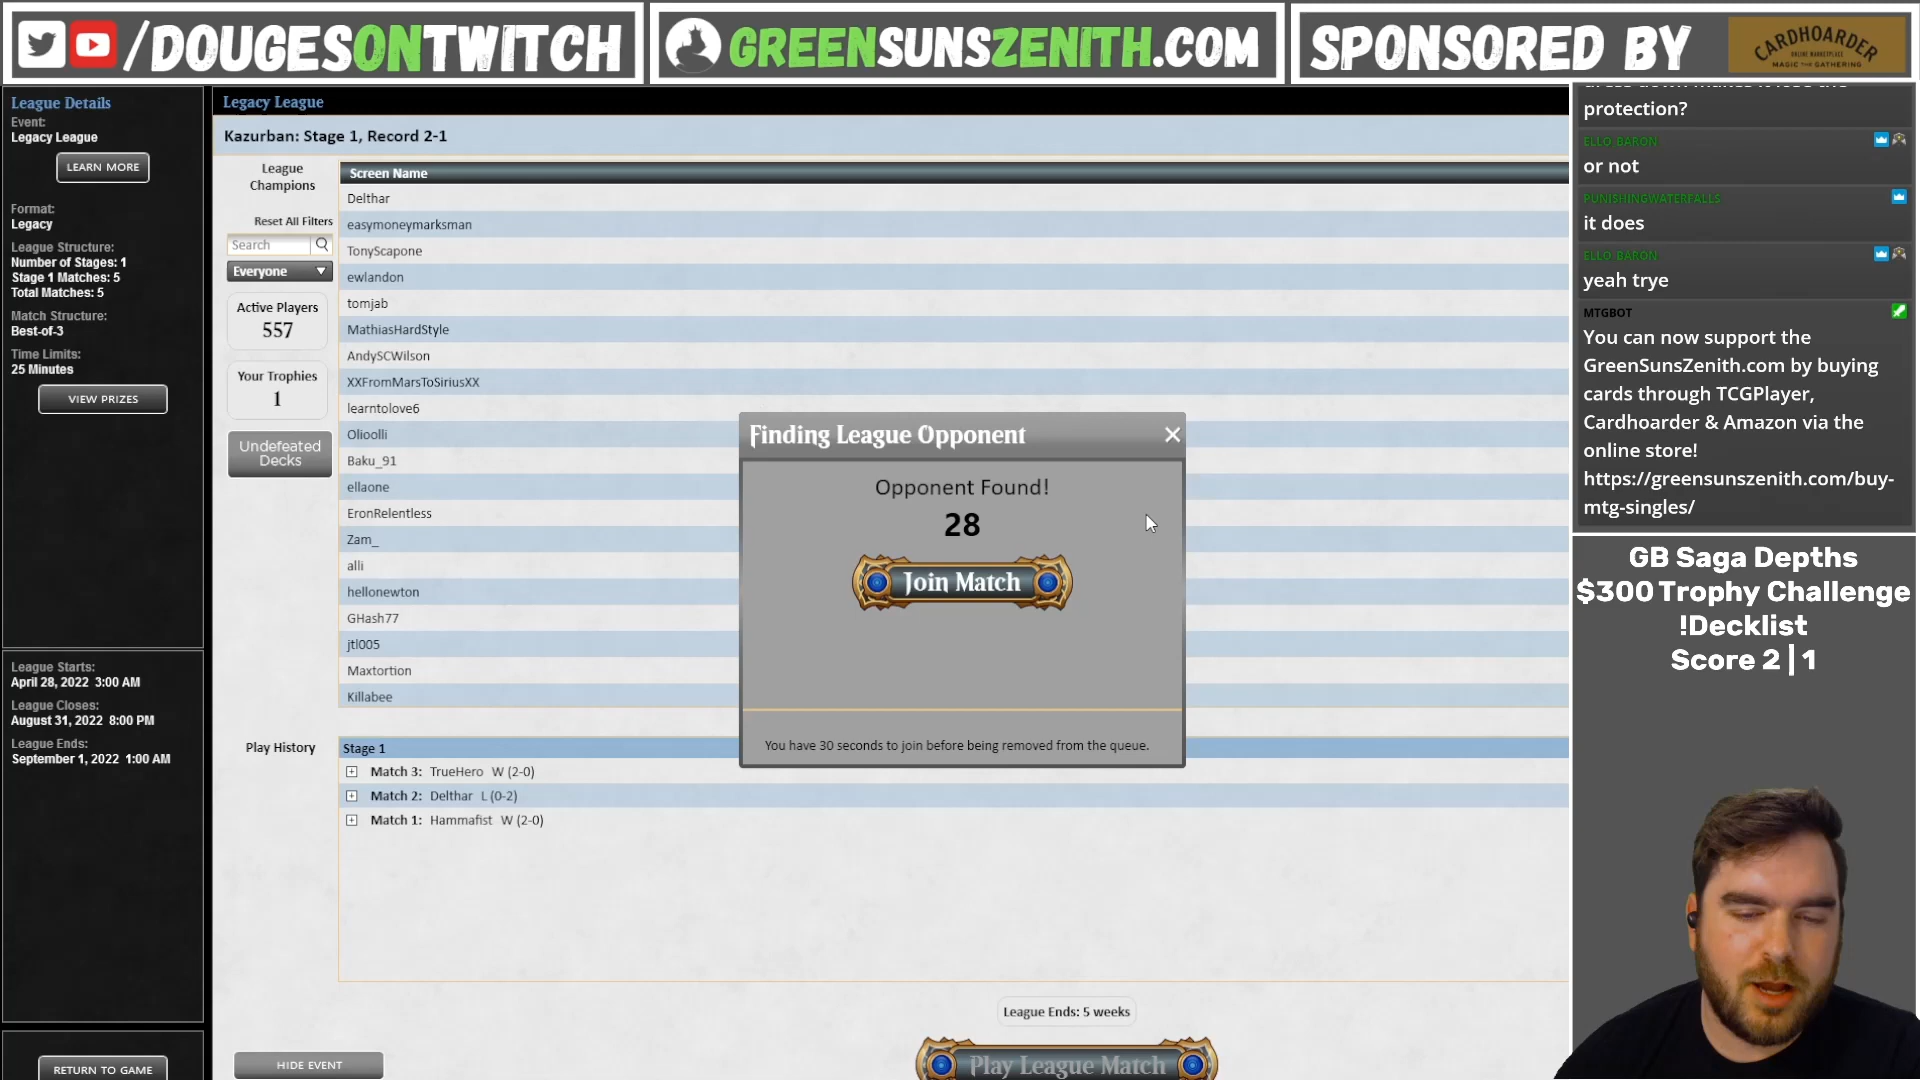 /DOUGESONTWITCH
GREENSUNSZENITH.COM
SPONSORED BY
CARDHOARDER
ONLINE MARKETPLACE
MAGIC THE GATHERING
League Details
Event:
Legacy League
LEARN MORE
Format:
Legacy
League Structure:
Number of Stages: 1
Stage 1 Matches: 5
Total Matches: 5
Match Structure:
Best-of-3
Time Limits:
25 Minutes
VIEW PRIZES
League Starts:
April 28, 2022 3:00 AM
League Closes:
August 31, 2022 8:00 PM
League Ends:
September 1, 2022 1:00 AM
RETURN TO GAME
Legacy League
Kazurban: Stage 1, Record 2-1
League
Champions
Reset All Filters
Search
Everyone
Active Players
557
Your Trophies
1
Undefeated
Decks
Screen Name
Delthar
easymoneymarksman
TonyScapone
ewlandon
tomjab
MathiasHardStyle
AndySCWilson
XXFromMarsToSiriusXX
learntolove6
Olioolli
Baku_91
ellaone
EronRelentless
Zam_
alli
hellonewton
GHash77
jtl005
Maxtortion
Killabee
Play History
Stage 1
Match 3: TrueHero W (2-0)
Match 2: Delthar L (0-2)
Match 1: Hammafist W (2-0)
League Ends: 5 weeks
HIDE EVENT
Play League Match
Finding League Opponent
Opponent Found!
28
Join Match
You have 30 seconds to join before being removed from the queue.
protection?
ELLO_BARON
or not
PUNISHINGWATERFALLS
it does
ELLO_BARON
yeah trye
MTGBOT
You can now support the
GreenSunsZenith.com by buying
cards through TCGPlayer,
Cardhoarder & Amazon via the
online store!
https://greensunszenith.com/buy-
mtg-singles/
GB Saga Depths
$300 Trophy Challenge
!Decklist
Score 2 | 1